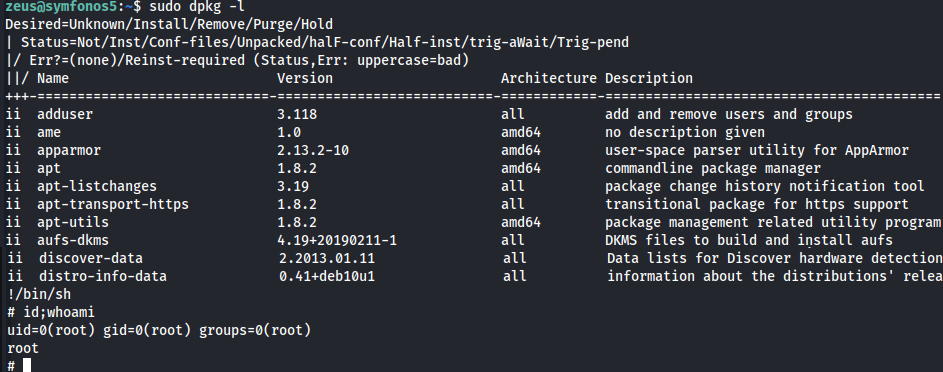 zeus@symfonos5:~$ sudo dpkg -l
Desired=Unknown/Install/Remove/Purge/Hold
| Status=Not/Inst/Conf-files/Unpacked/halF-conf/Half-inst/trig-aWait/Trig-pend
|/ Err?=(none)/Reinst-required (Status,Err: uppercase=bad)
||/ Name                          Version                     Architecture Description
+++-=============================-===========================-============-=========================================
ii  adduser                       3.118                       all          add and remove users and groups
ii  ame                           1.0                         amd64        no description given
ii  apparmor                      2.13.2-10                   amd64        user-space parser utility for AppArmor
ii  apt                           1.8.2                       amd64        commandline package manager
ii  apt-listchanges               3.19                        all          package change history notification tool
ii  apt-transport-https           1.8.2                       all          transitional package for https support
ii  apt-utils                     1.8.2                       amd64        package management related utility program
ii  aufs-dkms                     4.19+20190211-1             all          DKMS files to build and install aufs
ii  discover-data                 2.2013.01.11                all          Data lists for Discover hardware detection
ii  distro-info-data              0.41+deb10u1                all          information about the distributions' relea
!/bin/sh
# id;whoami
uid=0(root) gid=0(root) groups=0(root)
root
#